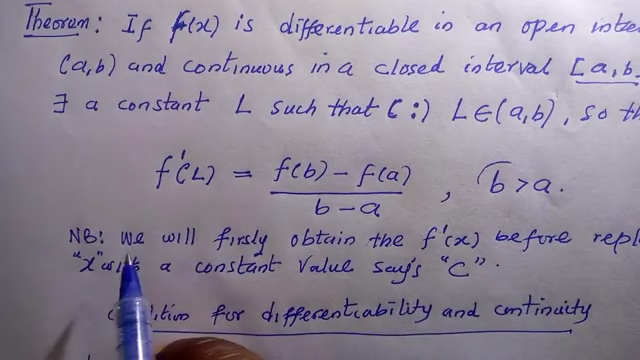 Theorem: If f(x) is differentiable in an open inte
(a,b) and continuous in a closed interval [a,b
∃ a constant L such that (:) L∈(a,b), so th
f'(L) = f(b) - f(a) / b - a , b > a.
NB: We will firstly obtain the f'(x) before repl
"x" a constant value say's "C".
for differentiability and continuity